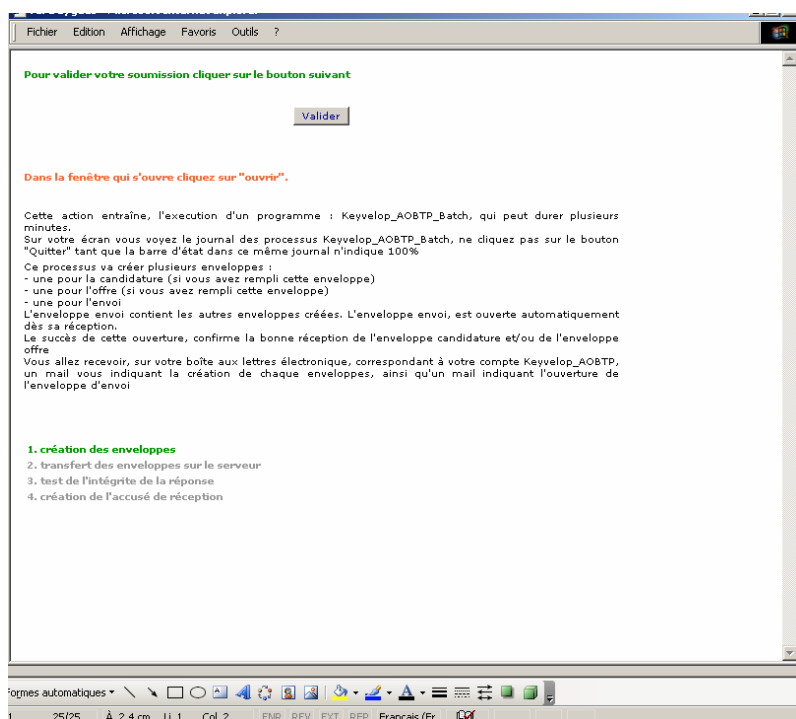 Fichier Edition Affichage Favoris Outils ?
Pour valider votre soumission cliquer sur le bouton suivant
Valider
Dans la fenêtre qui s'ouvre cliquez sur "ouvrir".
Cette action entraîne, l'execution d'un programme : Keyvelop_AOBTP_Batch, qui peut durer plusieurs
minutes.
Sur votre écran vous voyez le journal des processus Keyvelop_AOBTP_Batch, ne cliquez pas sur le bouton
"Quitter" tant que la barre d'état dans ce même journal n'indique 100%
Ce processus va créer plusieurs enveloppes :
- une pour la candidature (si vous avez rempli cette enveloppe)
- une pour l'offre (si vous avez rempli cette enveloppe)
- une pour l'envoi
L'enveloppe envoi contient les autres enveloppes créées. L'enveloppe envoi, est ouverte automatiquement
dès sa réception.
Le succès de cette ouverture, confirme la bonne réception de l'enveloppe candidature et/ou de l'enveloppe
offre
Vous allez recevoir, sur votre boîte aux lettres électronique, correspondant à votre compte Keyvelop_AOBTP,
un mail vous indiquant la création de chaque enveloppes, ainsi qu'un mail indiquant l'ouverture de
l'enveloppe d'envoi
1. création des enveloppes
2. transfert des enveloppes sur le serveur
3. test de l'intégrite de la réponse
4. création de l'accusé de réception
ormes automatiques
1 25/25 À 2,4 cm Li 1 Col 2 ENR REV EXT RFP Français (Fr